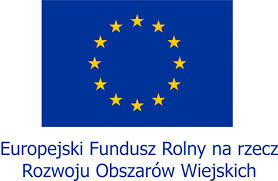 Europejski Fundusz Rolny na rzecz
Rozwoju Obszarów Wiejskich